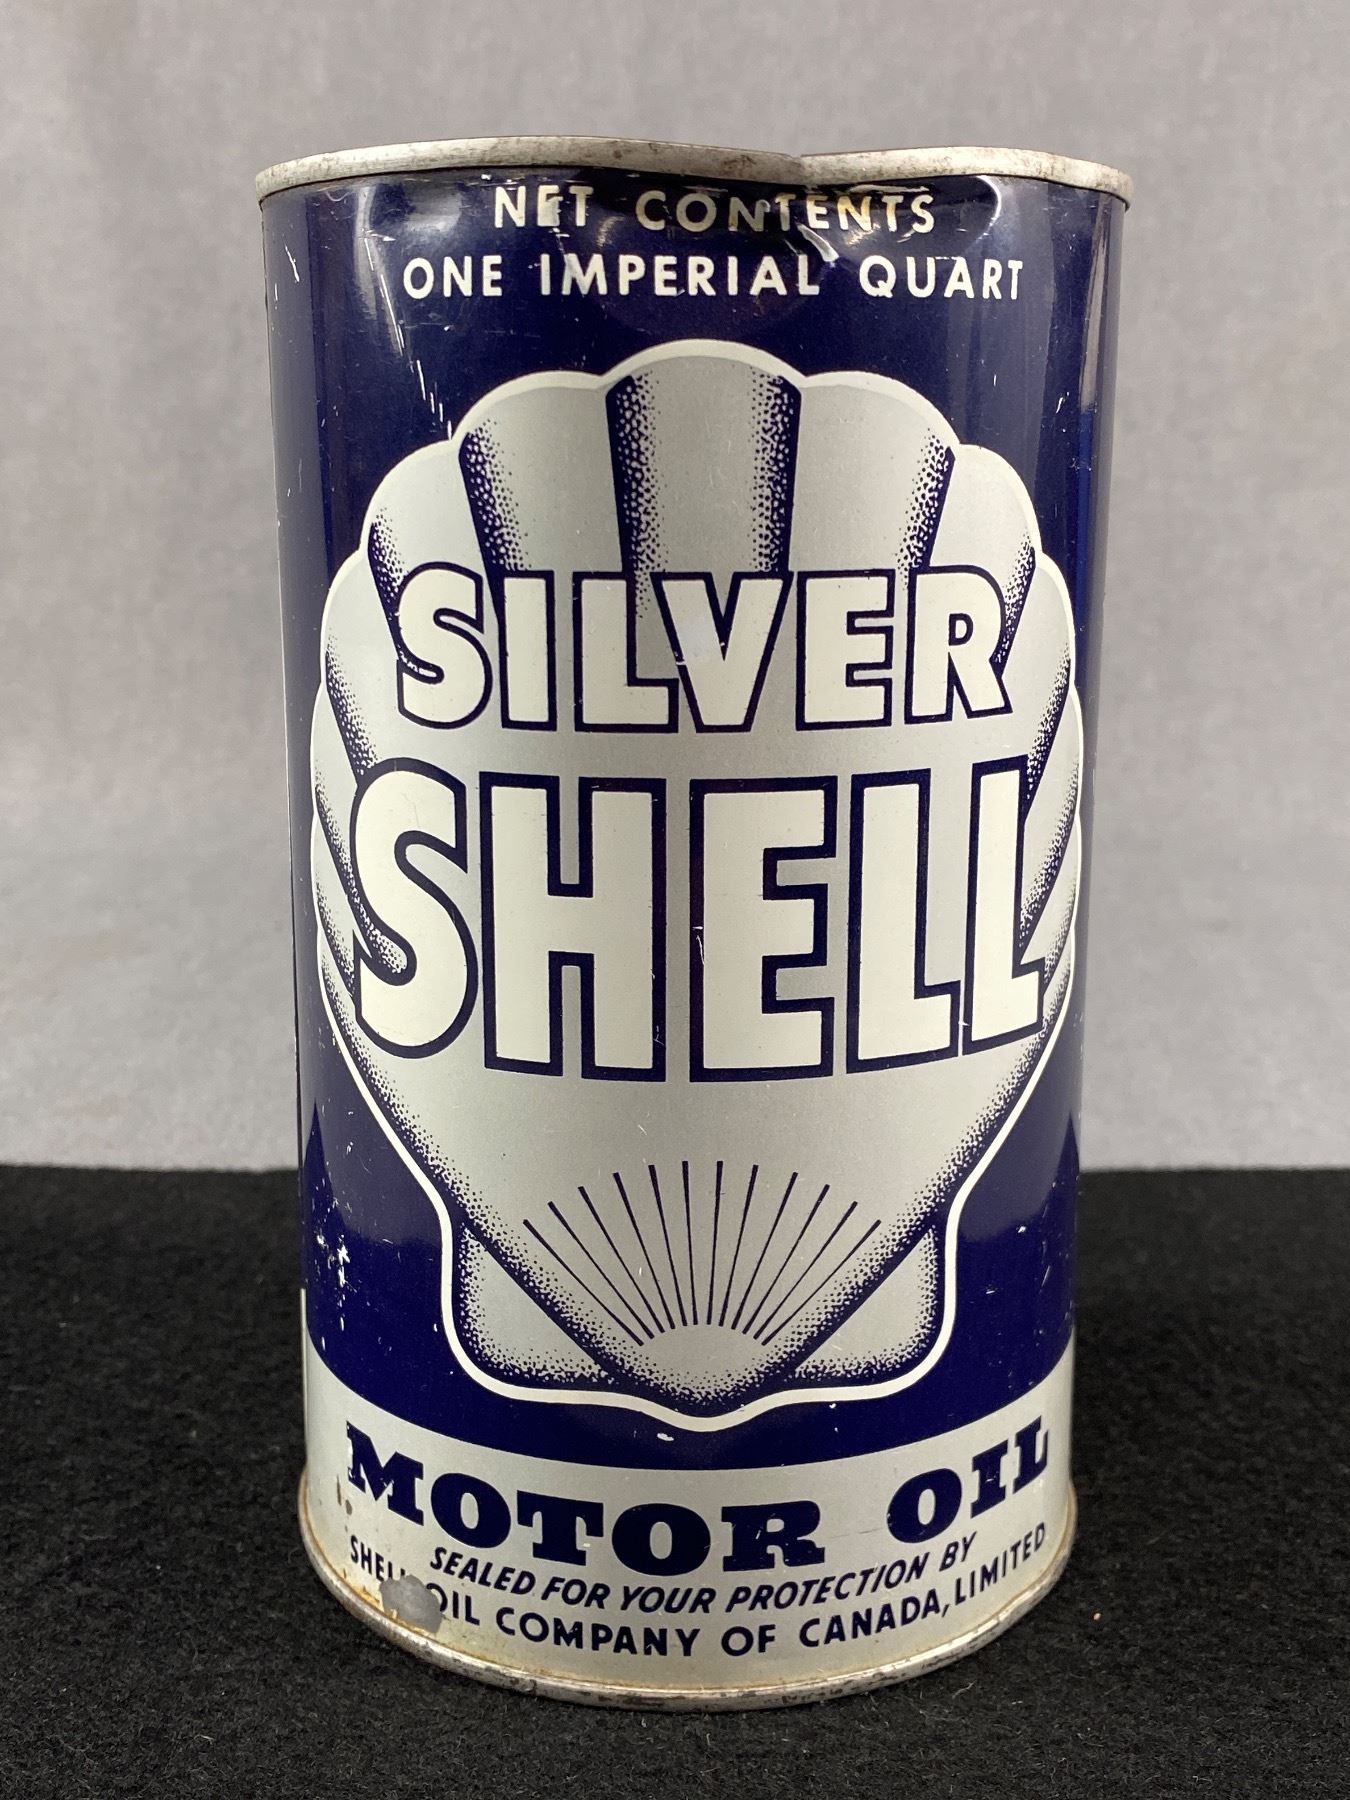 NET CONTENTS
ONE IMPERIAL QUART
SILVER
SHELL
MOTOR OIL
SEALED FOR YOUR PROTECTION BY
SHELL OIL COMPANY OF CANADA, LIMITED